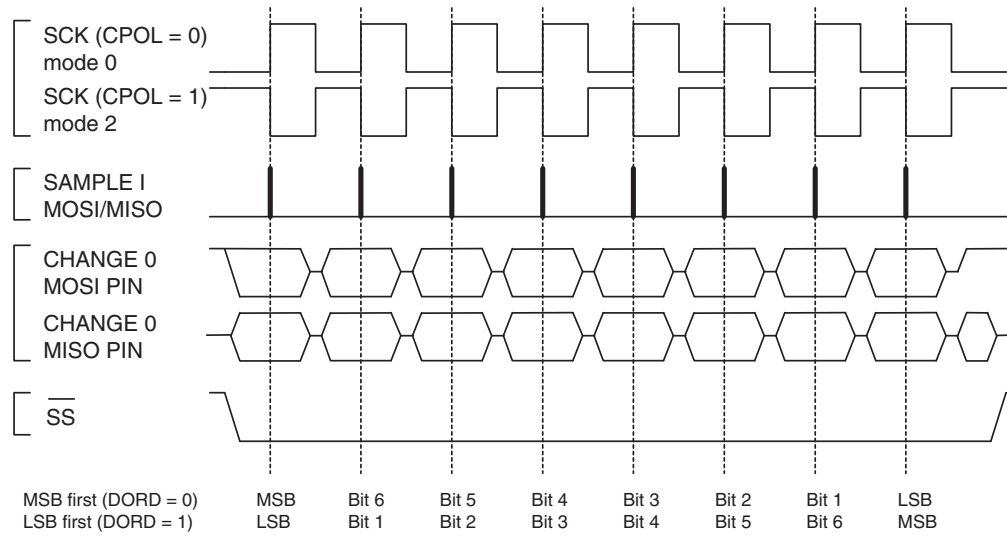 SCK (CPOL = 0)
mode 0
SCK (CPOL = 1)
mode 2
SAMPLE I
MOSI/MISO
CHANGE 0
MOSI PIN
CHANGE 0
MISO PIN
SS
MSB first (DORD = 0) MSB Bit 6 Bit 5 Bit 4 Bit 3 Bit 2 Bit 1 LSB
LSB first (DORD = 1) LSB Bit 1 Bit 2 Bit 3 Bit 4 Bit 5 Bit 6 MSB